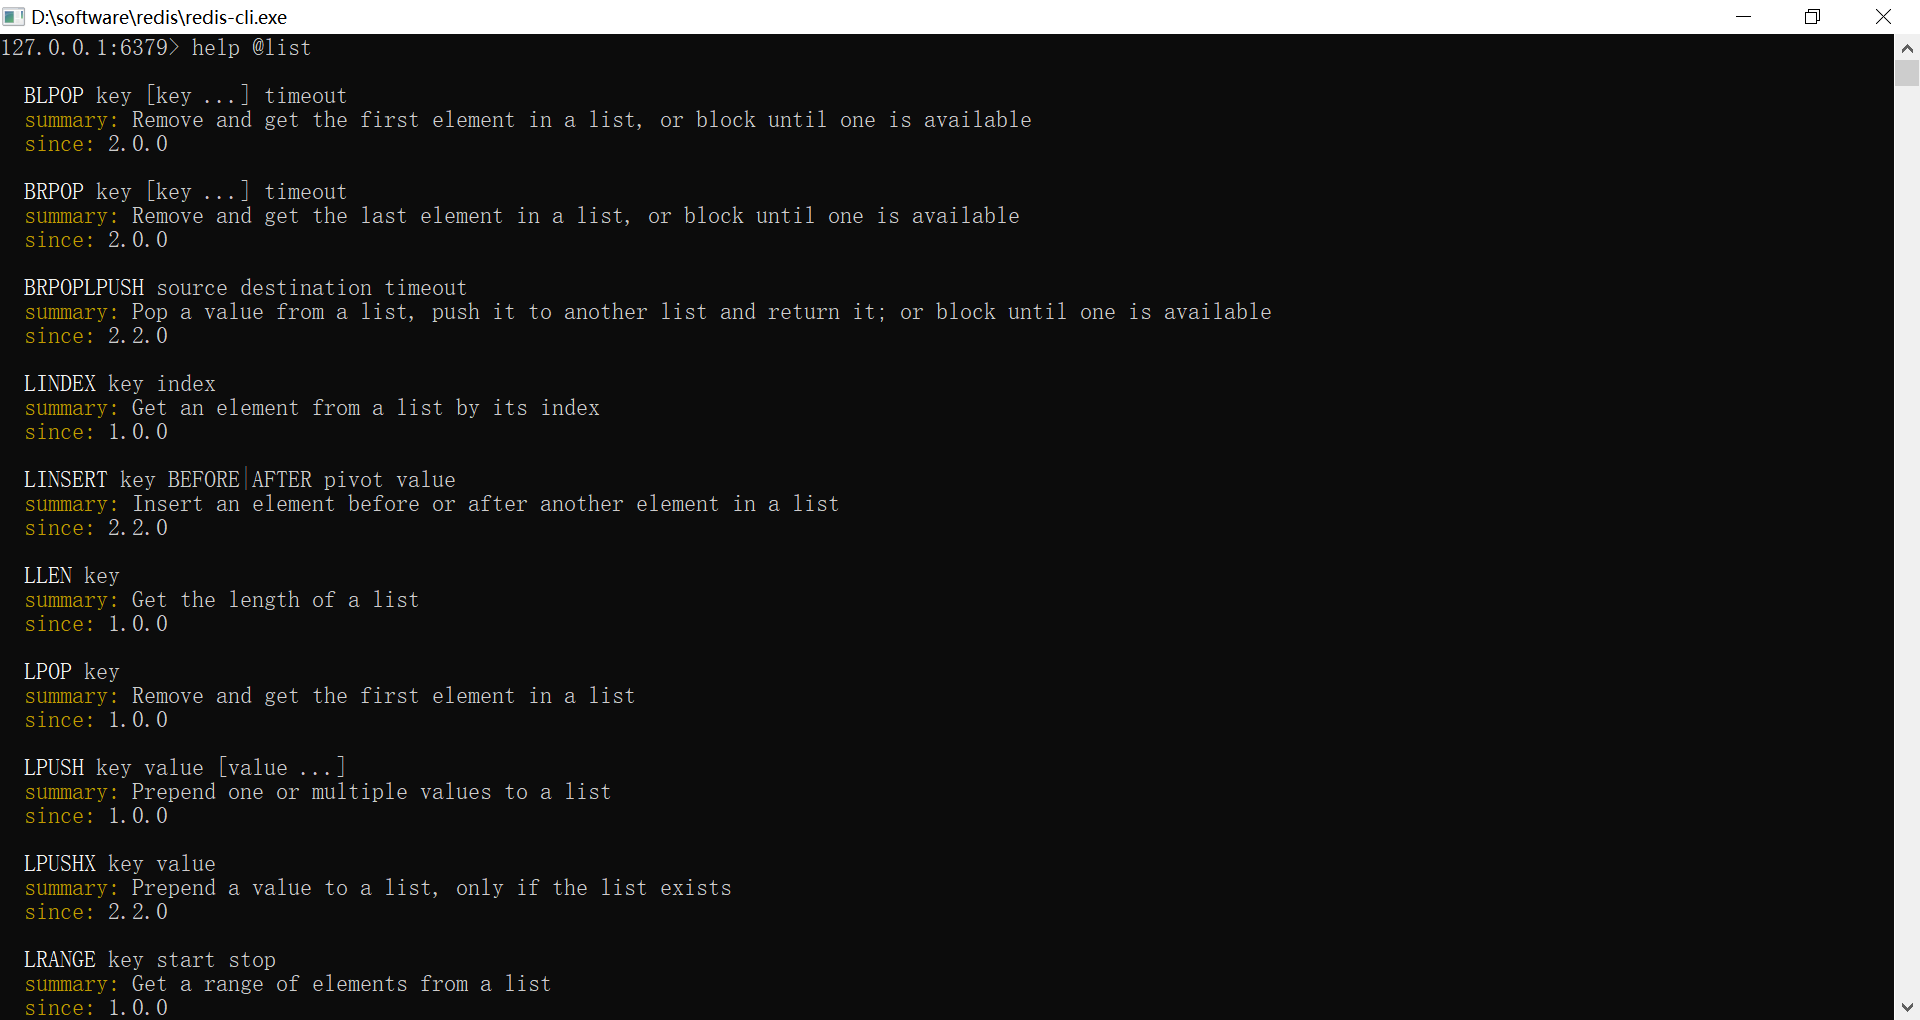 D:\software\redis\redis-cli.exe
127.0.0.1:6379> help @list
BLPOP key [key ...] timeout
summary: Remove and get the first element in a list, or block until one is available
since: 2.0.0
BRPOP key [key ...] timeout
summary: Remove and get the last element in a list, or block until one is available
since: 2.0.0
BRPOPLPUSH source destination timeout
summary: Pop a value from a list, push it to another list and return it; or block until one is available
since: 2.2.0
LINDEX key index
summary: Get an element from a list by its index
since: 1.0.0
LINSERT key BEFORE|AFTER pivot value
summary: Insert an element before or after another element in a list
since: 2.2.0
LLEN key
summary: Get the length of a list
since: 1.0.0
LPOP key
summary: Remove and get the first element in a list
since: 1.0.0
LPUSH key value [value ...]
summary: Prepend one or multiple values to a list
since: 1.0.0
LPUSHX key value
summary: Prepend a value to a list, only if the list exists
since: 2.2.0
LRANGE key start stop
summary: Get a range of elements from a list
since: 1.0.0